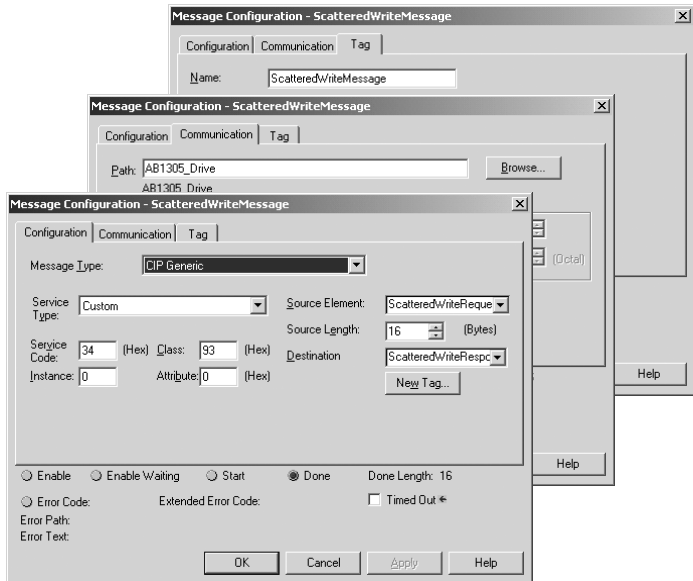 Message Configuration - ScatteredWriteMessage
Configuration Communication Tag
Name: ScatteredWriteMessage
Help
Message Configuration - ScatteredWriteMessage
Configuration Communication Tag
Path: AB1305_Drive Browse...
AB1305 Drive
(Octal)
Help
Message Configuration - ScatteredWriteMessage
Configuration Communication Tag
Message Type: CIP Generic
Service Type: Custom
Source Element: ScatteredWriteReque
Source Length: 16 (Bytes)
Service Code: 34 (Hex) Class: 93 (Hex)
Destination ScatteredWriteRespc
Instance: 0 Attribute: 0 (Hex)
New Tag...
Enable Enable Waiting Start Done Done Length: 16
Error Code: Extended Error Code: Timed Out ←
Error Path:
Error Text:
OK Cancel Apply Help